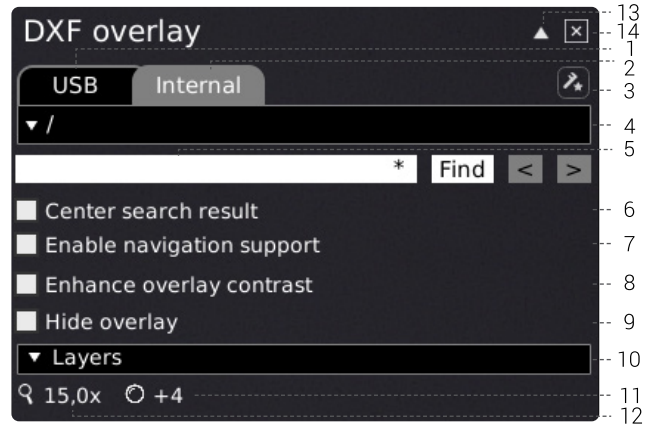 DXF overlay
13
14
1
2
USB Internal
3
/ 4
5
* Find < >
Center search result 6
Enable navigation support 7
Enhance overlay contrast 8
Hide overlay 9
Layers 10
15,0x +4 11
12